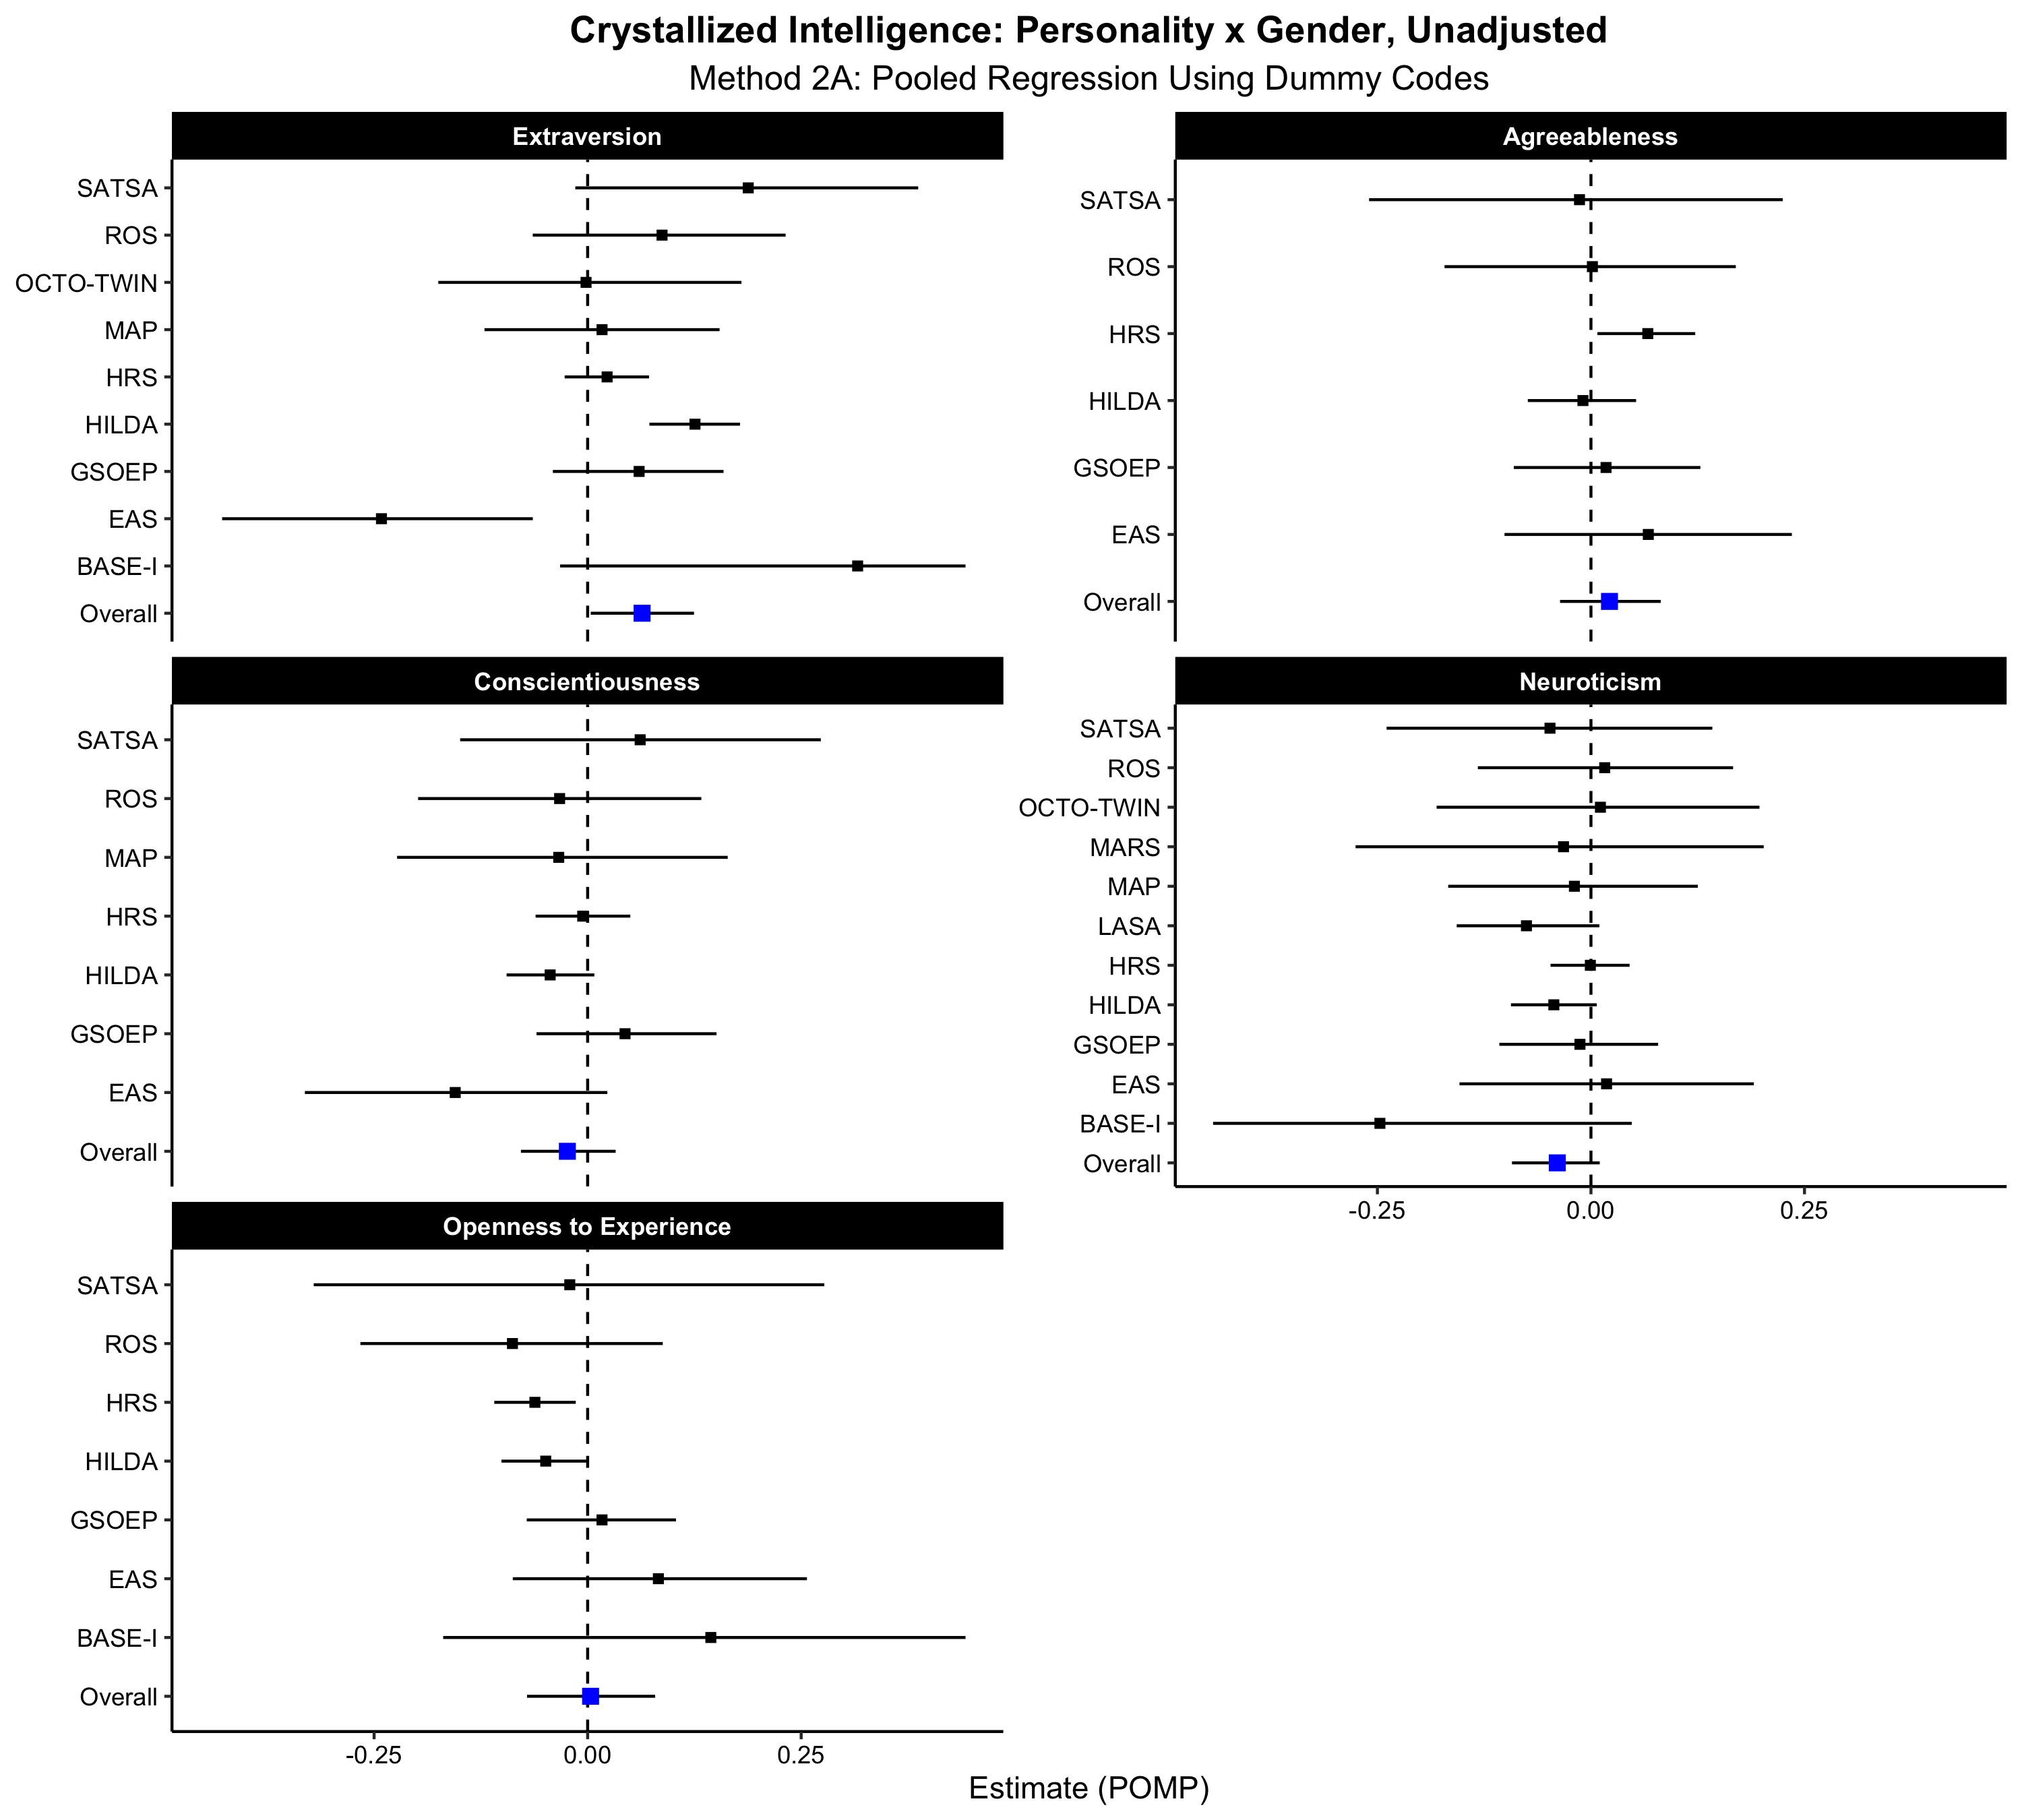 Crystallized Intelligence: Personality x Gender, Unadjusted
Method 2A: Pooled Regression Using Dummy Codes
Extraversion
SATSA
ROS
OCTO-TWIN
MAP
HRS
HILDA
GSOEP
EAS
BASE-I
Overall
Agreeableness
SATSA
ROS
HRS
HILDA
GSOEP
EAS
Overall
Conscientiousness
SATSA
ROS
MAP
HRS
HILDA
GSOEP
EAS
Overall
Neuroticism
SATSA
ROS
OCTO-TWIN
MARS
MAP
LASA
HRS
HILDA
GSOEP
EAS
BASE-I
Overall
-0.25 0.00 0.25
Openness to Experience
SATSA
ROS
HRS
HILDA
GSOEP
EAS
BASE-I
Overall
-0.25 0.00 0.25
Estimate (POMP)